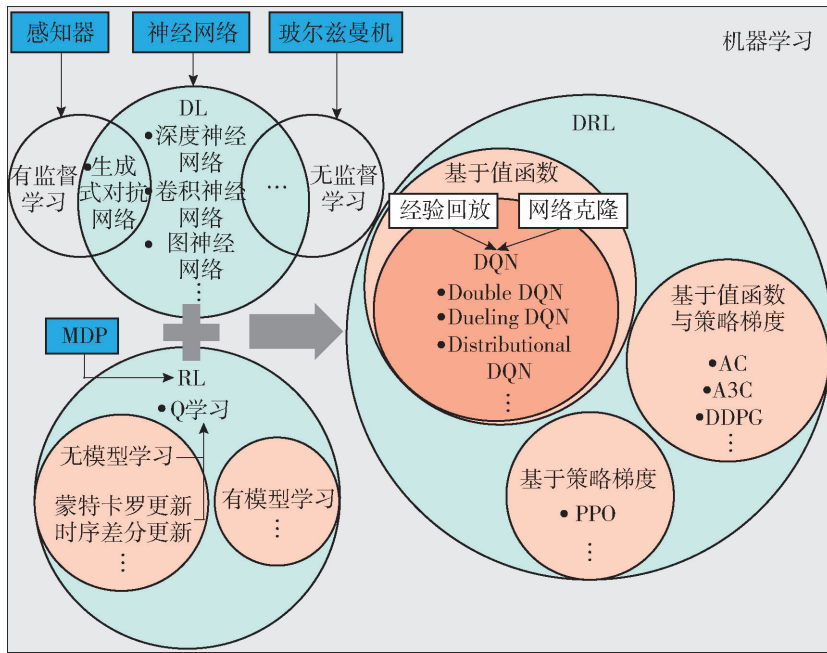 感知器
神经网络
玻尔兹曼机
机器学习
DL
•深度神经
网络
•卷积神经
网络
•图神经
网络
⋮
有监督
学习
•生成
式对抗
网络
…
无监督
学习
MDP
RL
•Q学习
无模型学习
蒙特卡罗更新
时序差分更新
⋮
有模型学习
⋮
DRL
基于值函数
经验回放
网络克隆
DQN
•Double DQN
•Dueling DQN
•Distributional
DQN
⋮
基于值函数
与策略梯度
•AC
•A3C
•DDPG
⋮
基于策略梯度
•PPO
⋮